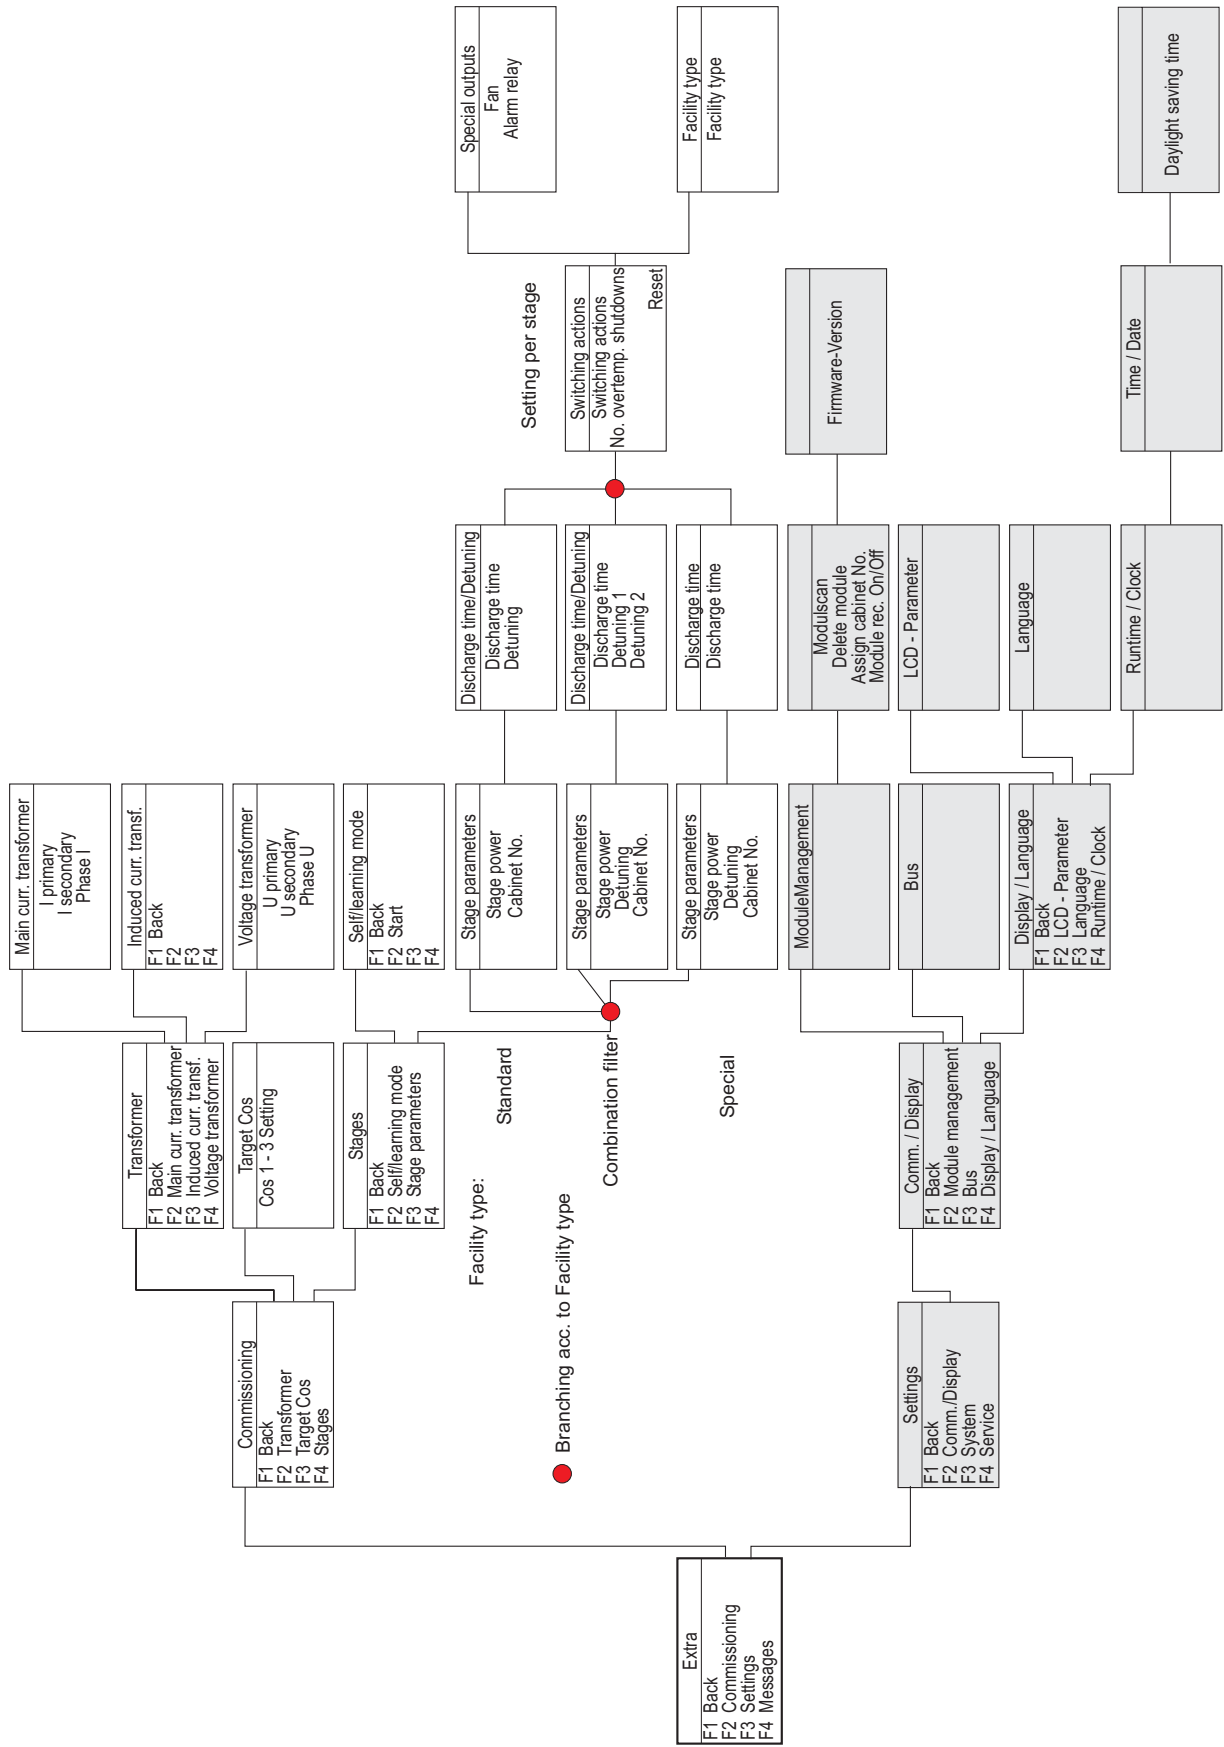 Extra
F1 Back
F2 Commissioning
F3 Settings
F4 Messages
Commissioning
F1 Back
F2 Transformer
F3 Target Cos
F4 Stages
Transformer
F1 Back
F2 Main curr. transformer
F3 Induced curr. transf.
F4 Voltage transformer
Main curr. transformer
I primary
I secondary
Phase I
Induced curr. transf.
F1 Back
F2
F3
F4
Voltage transformer
U primary
U secondary
Phase U
Target Cos
Cos 1 - 3 Setting
Stages
F1 Back
F2 Self/learning mode
F3 Stage parameters
F4
Self/learning mode
F1 Back
F2 Start
F3
F4
Facility type:
Standard
Combination filter
Special
Branching acc. to Facility type
Stage parameters
Stage power
Cabinet No.
Discharge time/Detuning
Discharge time
Detuning
Stage parameters
Stage power
Detuning
Cabinet No.
Discharge time/Detuning
Discharge time
Detuning 1
Detuning 2
Stage parameters
Stage power
Detuning
Cabinet No.
Discharge time
Discharge time
Setting per stage
Switching actions
Switching actions
No. overtemp. shutdowns
Reset
Special outputs
Fan
Alarm relay
Facility type
Facility type
Settings
F1 Back
F2 Comm./Display
F3 System
F4 Service
Comm. / Display
F1 Back
F2 Module management
F3 Bus
F4 Display / Language
ModuleManagement
Modulscan
Delete module
Assign cabinet No.
Module rec. On/Off
Firmware-Version
Bus
Display / Language
F1 Back
F2 LCD - Parameter
F3 Language
F4 Runtime / Clock
LCD - Parameter
Language
Runtime / Clock
Time / Date
Daylight saving time